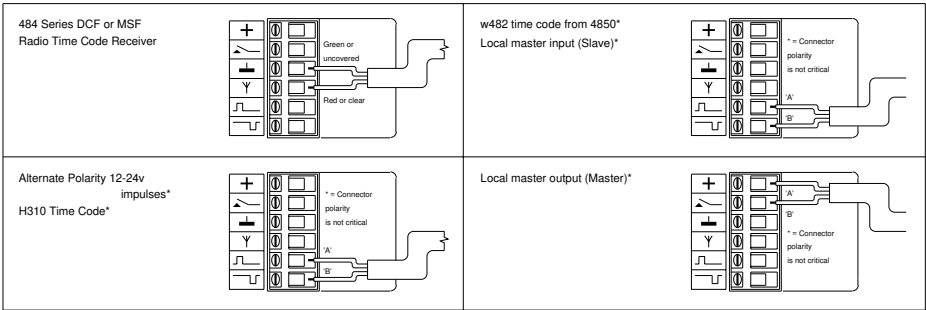 484 Series DCF or MSF
Radio Time Code Receiver
Green or
uncovered
Red or clear
w482 time code from 4850*
Local master input (Slave)*
* = Connector
polarity
is not critical
'A'
'B'
Alternate Polarity 12-24v
impulses*
H310 Time Code*
* = Connector
polarity
is not critical
'A'
'B'
Local master output (Master)*
'A'
'B'
* = Connector
polarity
is not critical